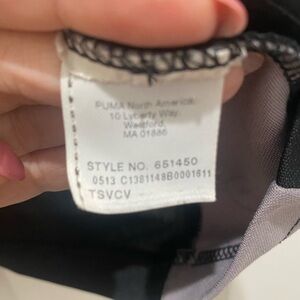 PUMA North America
10 Lyberty Way
Westford,
MA 01886
STYLE NO. 651450
0513 C1381148B0001611
TSVCV